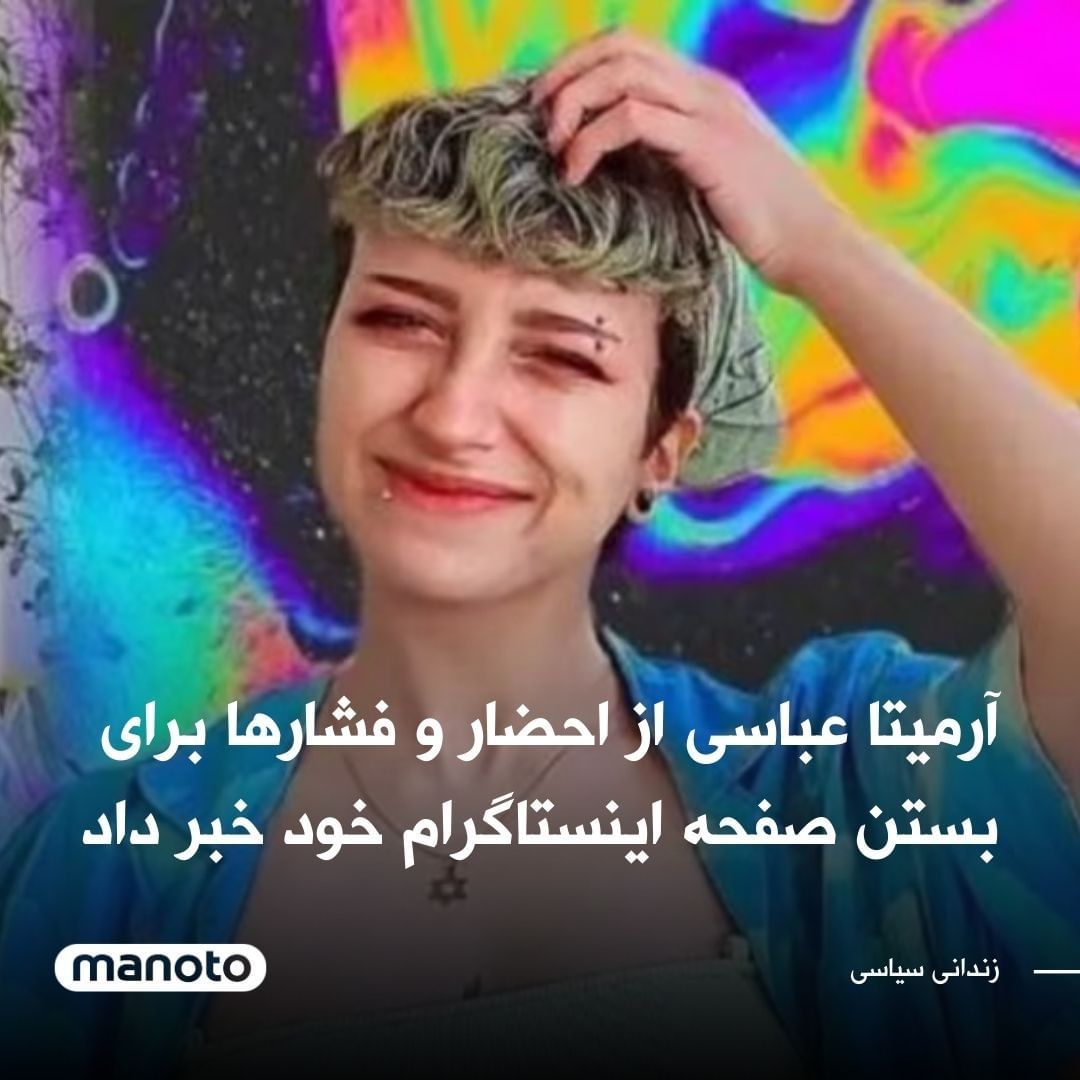 آرمیتا عباسی از احضار و فشارها برای
بستن صفحه اینستاگرام خود خبر داد
زندانی سیاسی
manoto